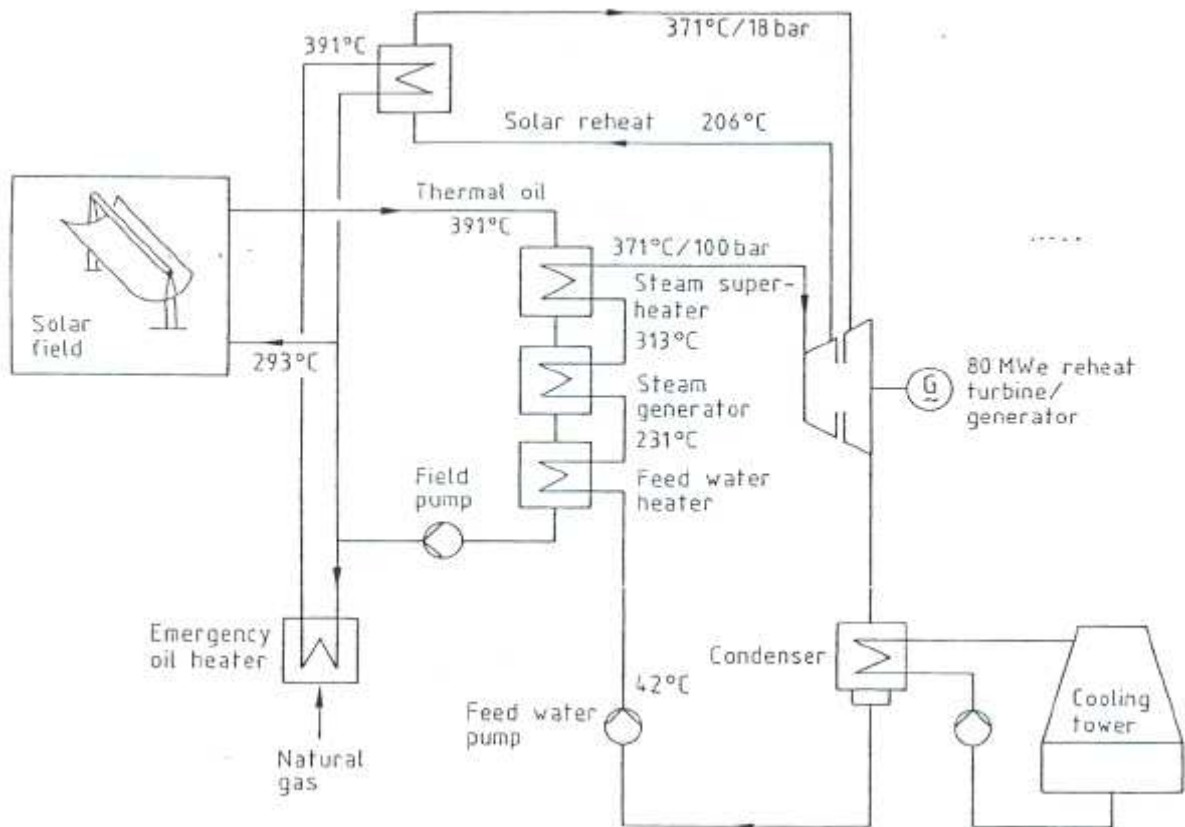 371°C/18 bar
391°C
Solar reheat 206°C
Thermal oil
391°C
371°C/100 bar
Steam super-
heater
313°C
Solar
field
293°C
Steam
generator
231°C
80 MWe reheat
turbine/
generator
G
~
Field
pump
Feed water
heater
Emergency
oil heater
Condenser
42°C
Feed water
pump
Cooling
tower
Natural
gas